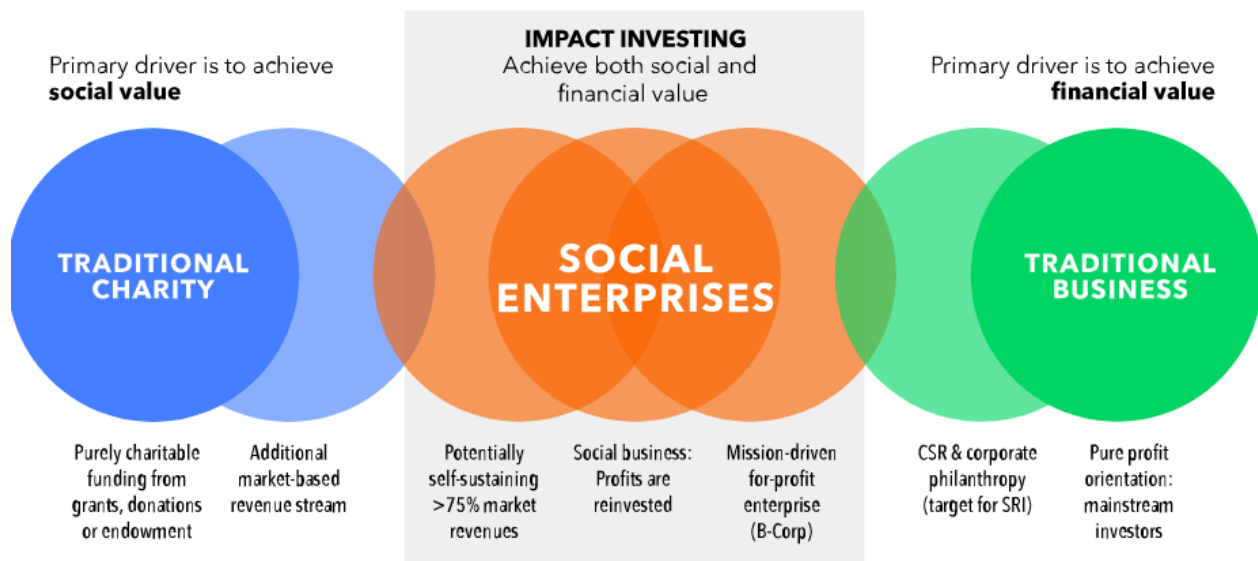 Primary driver is to achieve
social value
IMPACT INVESTING
Achieve both social and
financial value
Primary driver is to achieve
financial value
TRADITIONAL
CHARITY
SOCIAL
ENTERPRISES
TRADITIONAL
BUSINESS
Purely charitable
funding from
grants, donations
or endowment
Additional
market-based
revenue stream
Potentially
self-sustaining
>75% market
revenues
Social business:
Profits are
reinvested
Mission-driven
for-profit
enterprise
(B-Corp)
CSR & corporate
philanthropy
(target for SRI)
Pure profit
orientation:
mainstream
investors